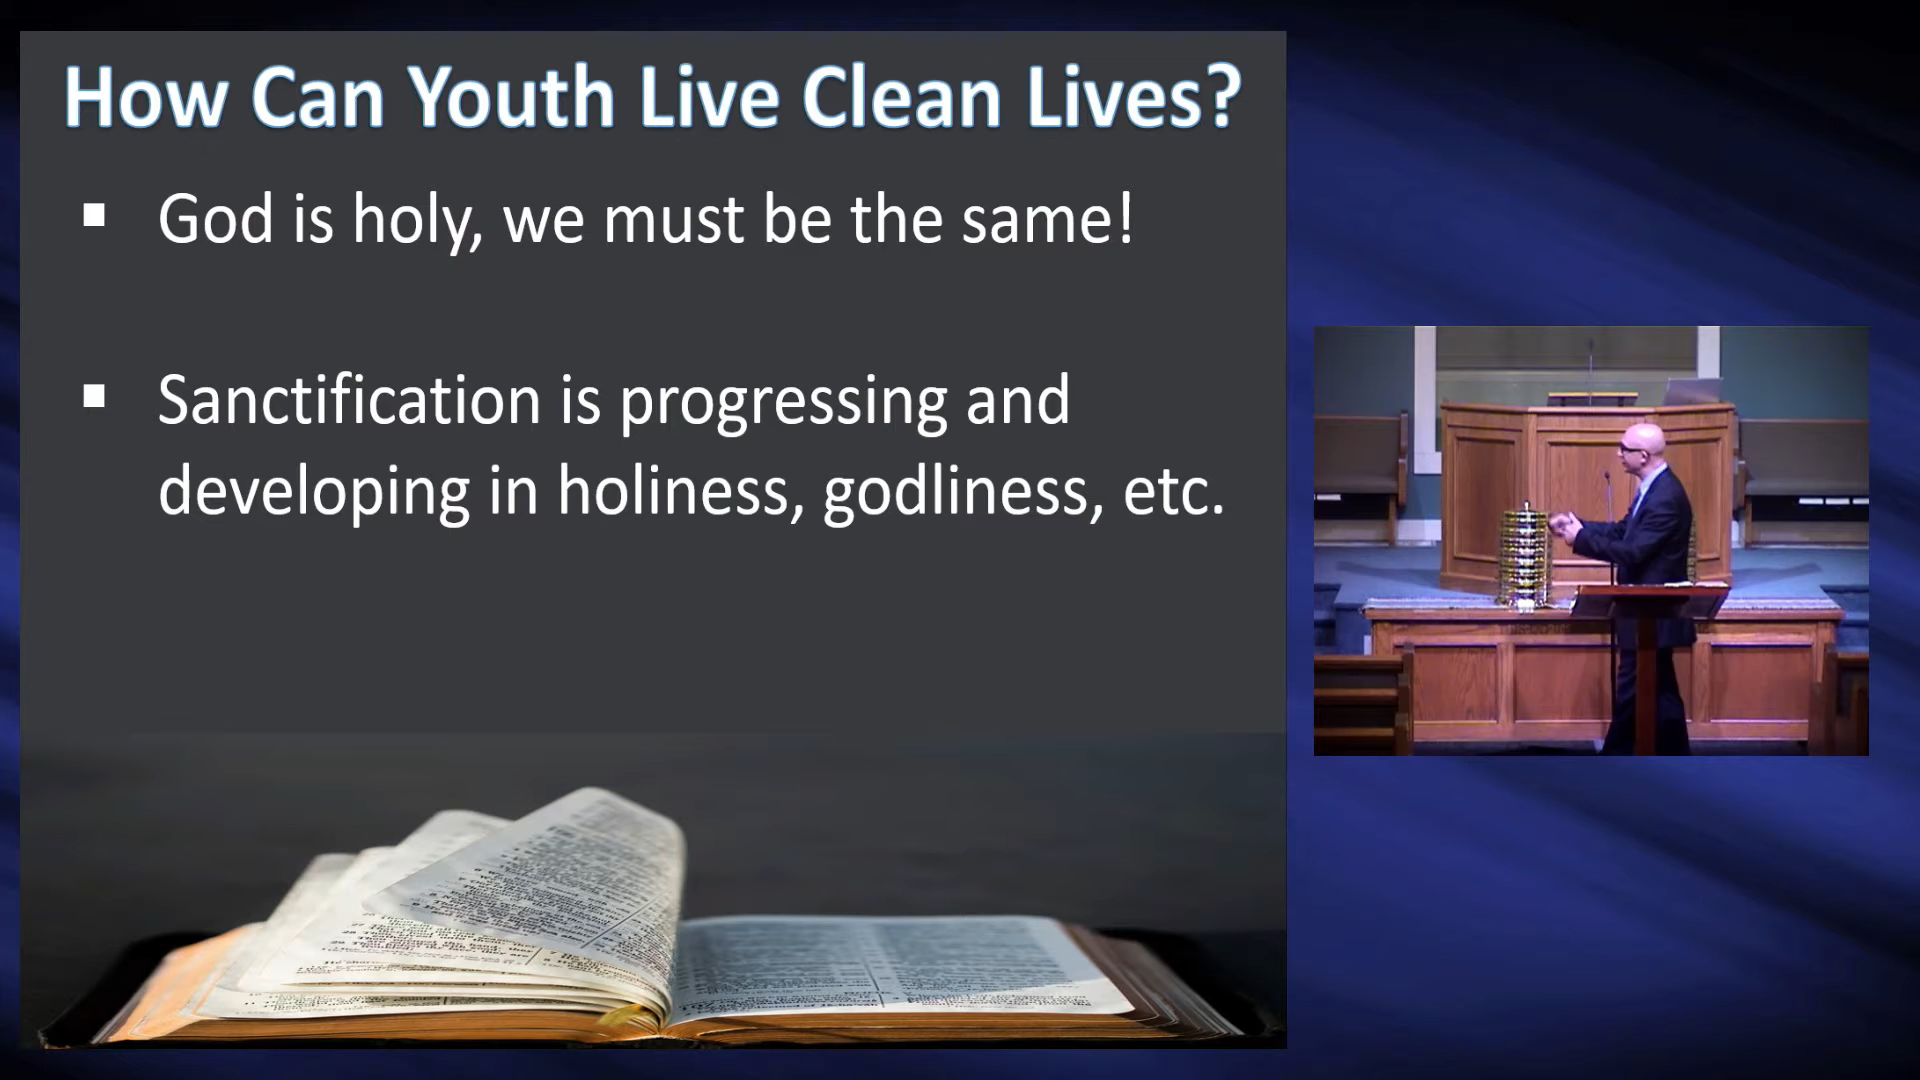 How Can Youth Live Clean Lives?
▪ God is holy, we must be the same!
▪ Sanctification is progressing and
developing in holiness, godliness, etc.